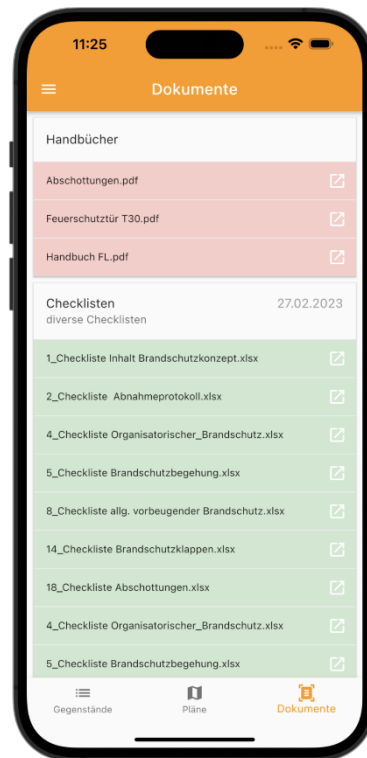 11:25
Dokumente
Handbücher
Abschottungen.pdf
Feuerschutztür T30.pdf
Handbuch FL.pdf
Checklisten 27.02.2023
diverse Checklisten
1_Checkliste Inhalt Brandschutzkonzept.xlsx
2_Checkliste Abnahmeprotokoll.xlsx
4_Checkliste Organisatorischer_Brandschutz.xlsx
5_Checkliste Brandschutzbegehung.xlsx
8_Checkliste allg. vorbeugender Brandschutz.xlsx
14_Checkliste Brandschutzklappen.xlsx
18_Checkliste Abschottungen.xlsx
4_Checkliste Organisatorischer_Brandschutz.xlsx
5_Checkliste Brandschutzbegehung.xlsx
Gegenstände Pläne Dokumente